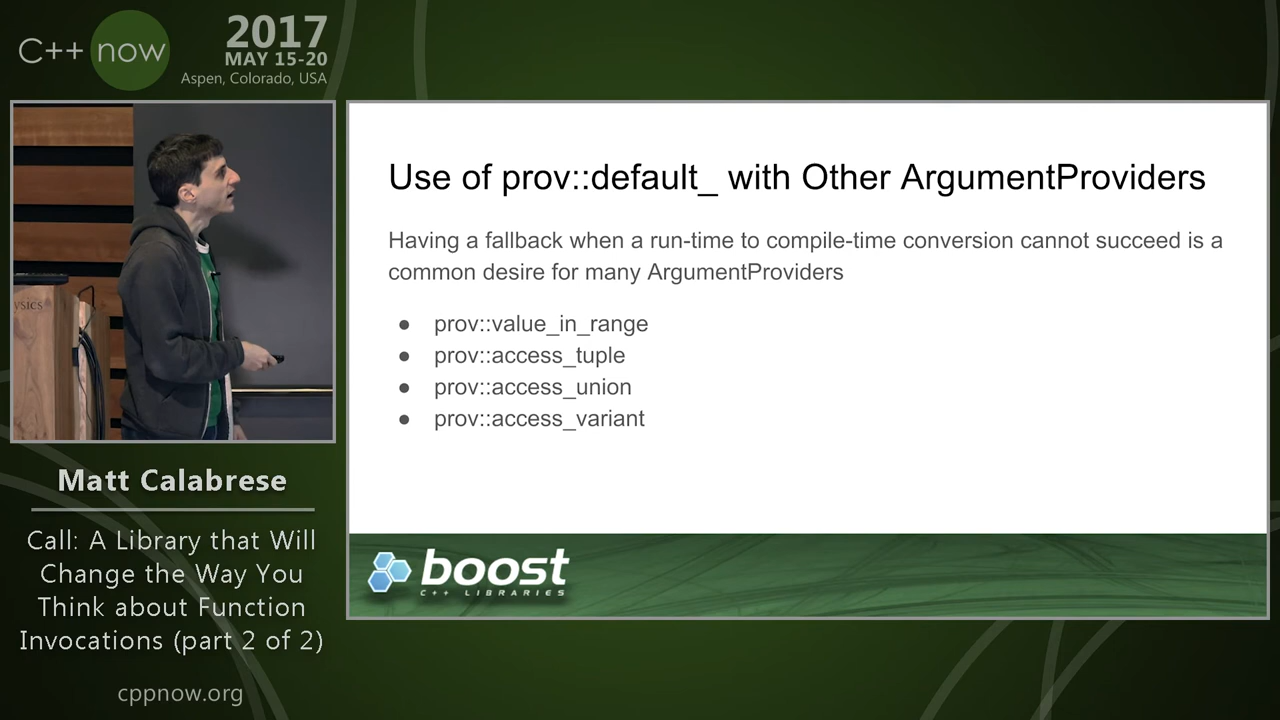 C++ now
2017
MAY 15-20
Aspen, Colorado, USA
YSICS
Matt Calabrese
Call: A Library that Will
Change the Way You
Think about Function
Invocations (part 2 of 2)
cppnow.org
Use of prov::default_ with Other ArgumentProviders
Having a fallback when a run-time to compile-time conversion cannot succeed is a
common desire for many ArgumentProviders
● prov::value_in_range
● prov::access_tuple
● prov::access_union
● prov::access_variant
boost
C++ LIBRARIES